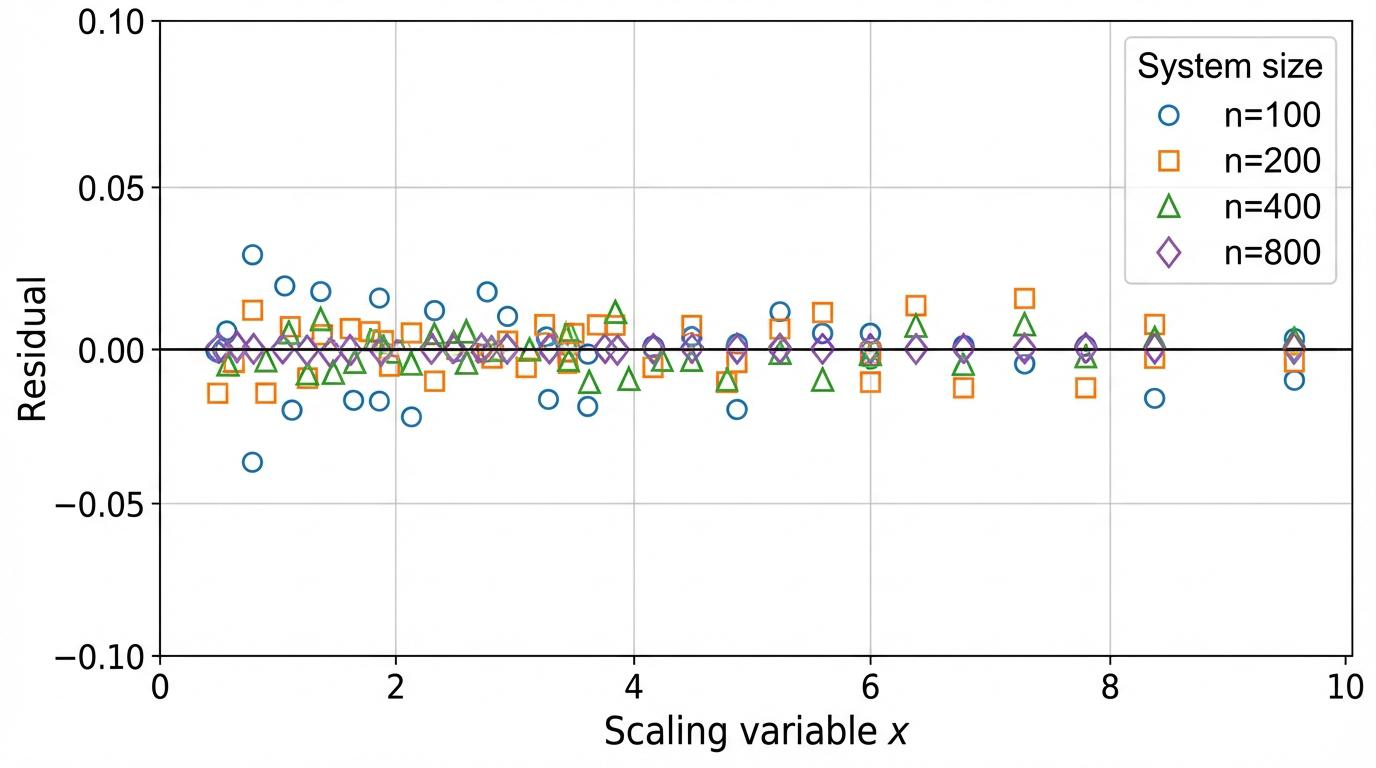 0.10
0.05
0.00
−0.05
−0.10
Residual
0 2 4 6 8 10
Scaling variable x
System size
n=100
n=200
n=400
n=800